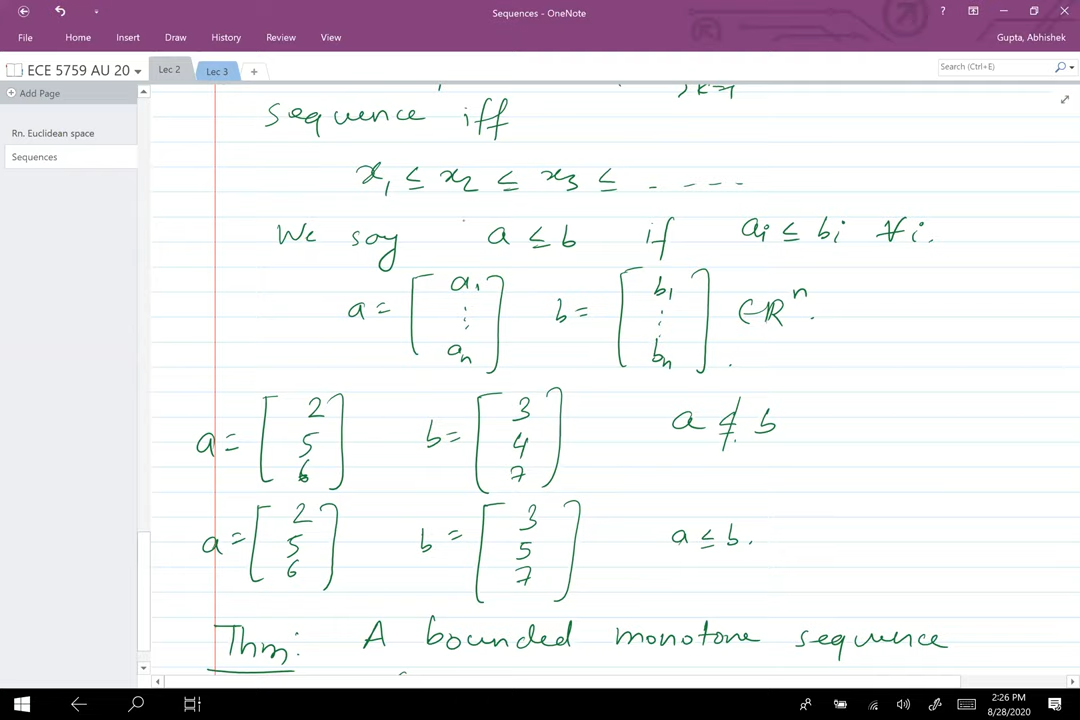 Sequences - OneNote
?
File Home Insert Draw History Review View
Gupta, Abhishek
ECE 5759 AU 20
Lec 2
Lec 3
+
Search (Ctrl+E)
Add Page
Rn. Euclidean space
Sequences
sequence iff
x₁ ≤ x₂ ≤ x₃ ≤ . - - - -
We say a ≤ b if aᵢ ≤ bᵢ ∀i.
a = [a₁ ⋮ aₙ] b = [b₁ ⋮ bₙ] ∈ ℝⁿ.
a = [2 5 6] b = [3 4 7] a ≰ b
a = [2 5 6] b = [3 5 7] a ≤ b.
Thm: A bounded monotone sequence
2:26 PM
8/28/2020